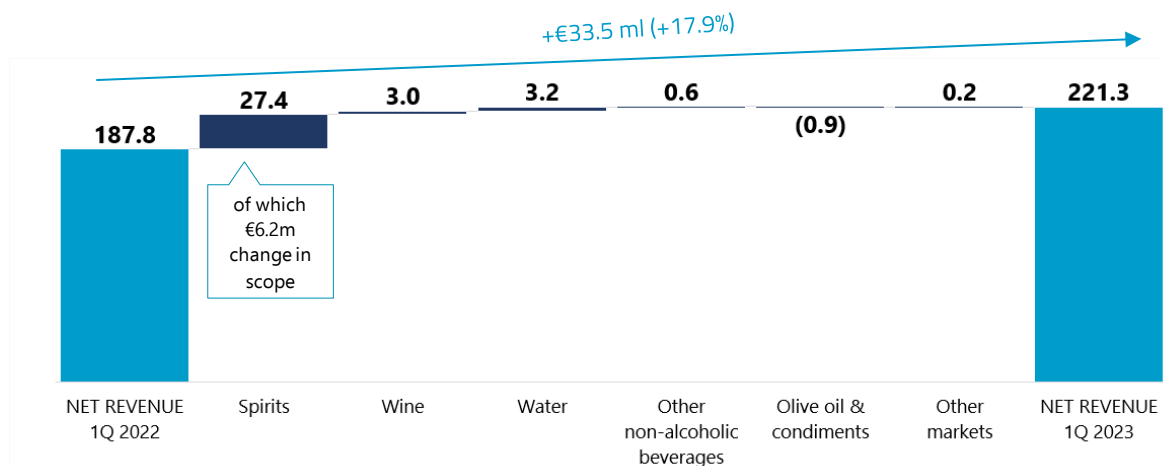 +€33.5 ml (+17.9%)
187.8
27.4
3.0
3.2
0.6
(0.9)
0.2
221.3
of which
€6.2m
change in
scope
NET REVENUE
1Q 2022
Spirits
Wine
Water
Other
non-alcoholic
beverages
Olive oil &
condiments
Other
markets
NET REVENUE
1Q 2023